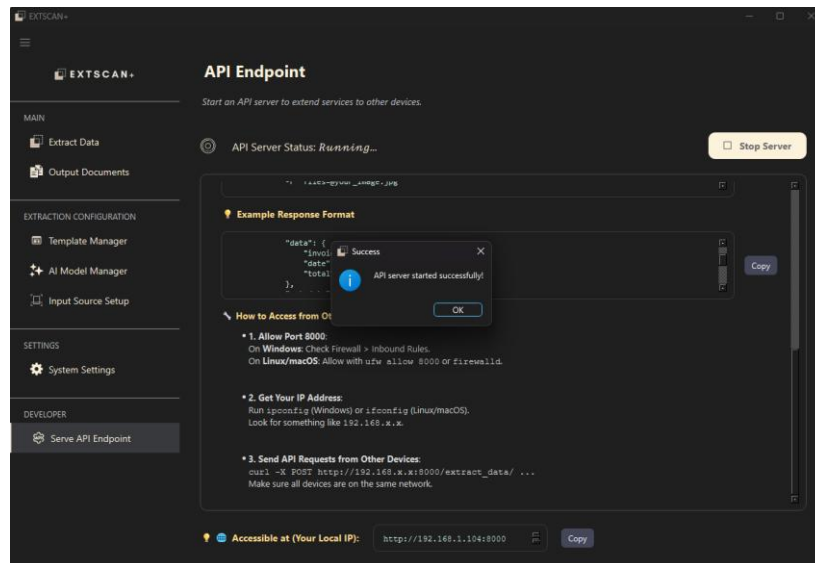 EXTSCAN+
EXTSCAN+
API Endpoint
Start an API server to extend services to other devices.
MAIN
Extract Data
Output Documents
EXTRACTION CONFIGURATION
Template Manager
AI Model Manager
Input Source Setup
SETTINGS
System Settings
DEVELOPER
Serve API Endpoint
API Server Status: Running...
Stop Server
Example Response Format
"data": {
"invoi
"date"
"total
},
Copy
Success
API server started successfully!
OK
How to Access from Ot
• 1. Allow Port 8000:
On Windows: Check Firewall > Inbound Rules.
On Linux/macOS: Allow with ufw allow 8000 or firewalld.
• 2. Get Your IP Address:
Run ipconfig (Windows) or ifconfig (Linux/macOS).
Look for something like 192.168.x.x.
• 3. Send API Requests from Other Devices:
curl -X POST http://192.168.x.x:8000/extract_data/ ...
Make sure all devices are on the same network.
Accessible at (Your Local IP):
http://192.168.1.104:8000
Copy